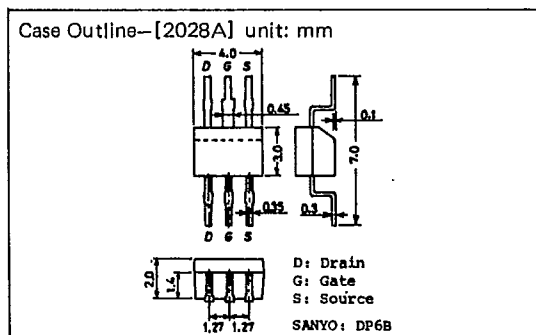 Case Outline–[2028A] unit: mm
4.0
D G S
0.45
3.0
0.1
7.0
0.3
0.35
D G S
2.0
1.4
1.27 1.27
D: Drain
G: Gate
S: Source
SANYO: DP6B